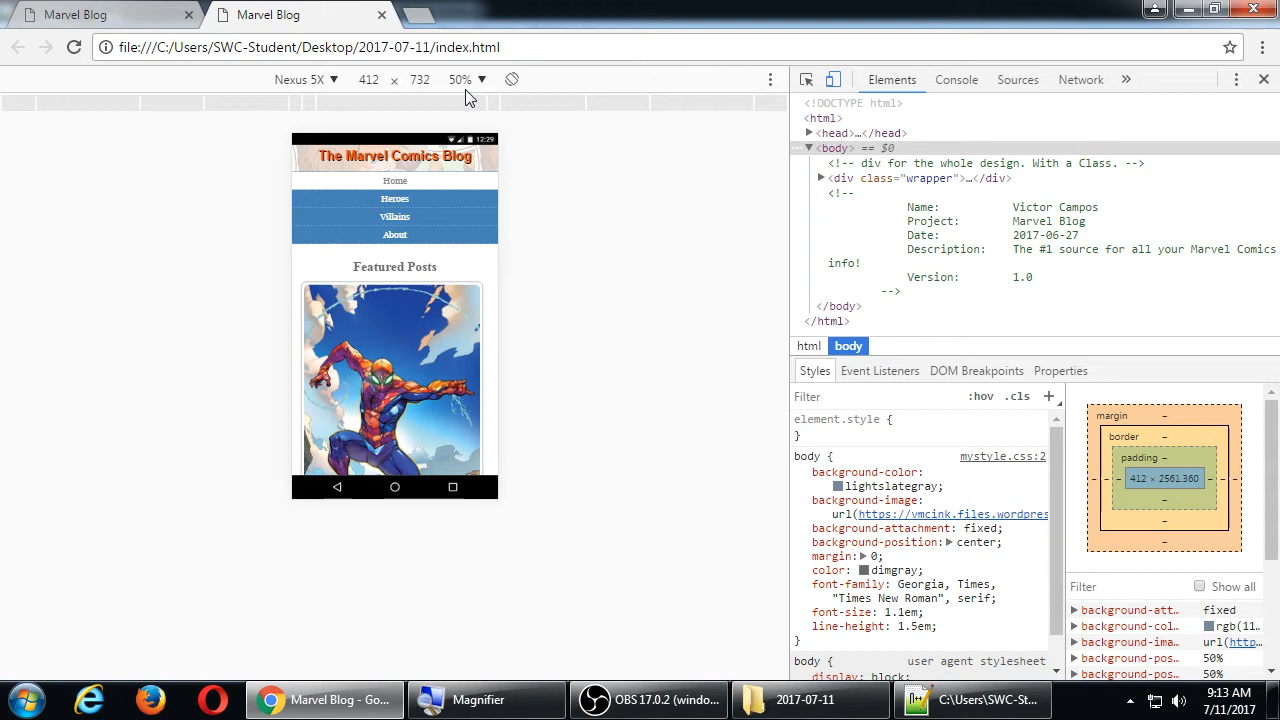 Marvel Blog
Marvel Blog
file:///C:/Users/SWC-Student/Desktop/2017-07-11/index.html
Nexus 5X ▼ 412 × 732 50% ▼
Elements Console Sources Network »
12:29
The Marvel Comics Blog
Home
Heroes
Villains
About
Featured Posts
<!DOCTYPE html>
<html>
<head>…</head>
<body> == $0
<!-- div for the whole design. With a Class. -->
<div class="wrapper">…</div>
<!--
Name: Victor Campos
Project: Marvel Blog
Date: 2017-06-27
Description: The #1 source for all your Marvel Comics
info!
Version: 1.0
-->
</body>
</html>
html body
Styles Event Listeners DOM Breakpoints Properties
Filter :hov .cls +
element.style {
}
body { mystyle.css:2
background-color:
lightslategray;
background-image:
url(https://vmcink.files.wordpres
background-attachment: fixed;
background-position: center;
margin: 0;
color: dimgray;
font-family: Georgia, Times,
"Times New Roman", serif;
font-size: 1.1em;
line-height: 1.5em;
}
body { user agent stylesheet
display: block;
margin –
border –
padding –
– – – 412 × 2561.360 – – –
–
–
–
Filter Show all
background-att… fixed
background-col… rgb(11…
background-ima… url(http…
background-pos… 50%
background-pos… 50%
Marvel Blog - Go...
Magnifier
OBS 17.0.2 (windo...
2017-07-11
C:\Users\SWC-St...
9:13 AM
7/11/2017